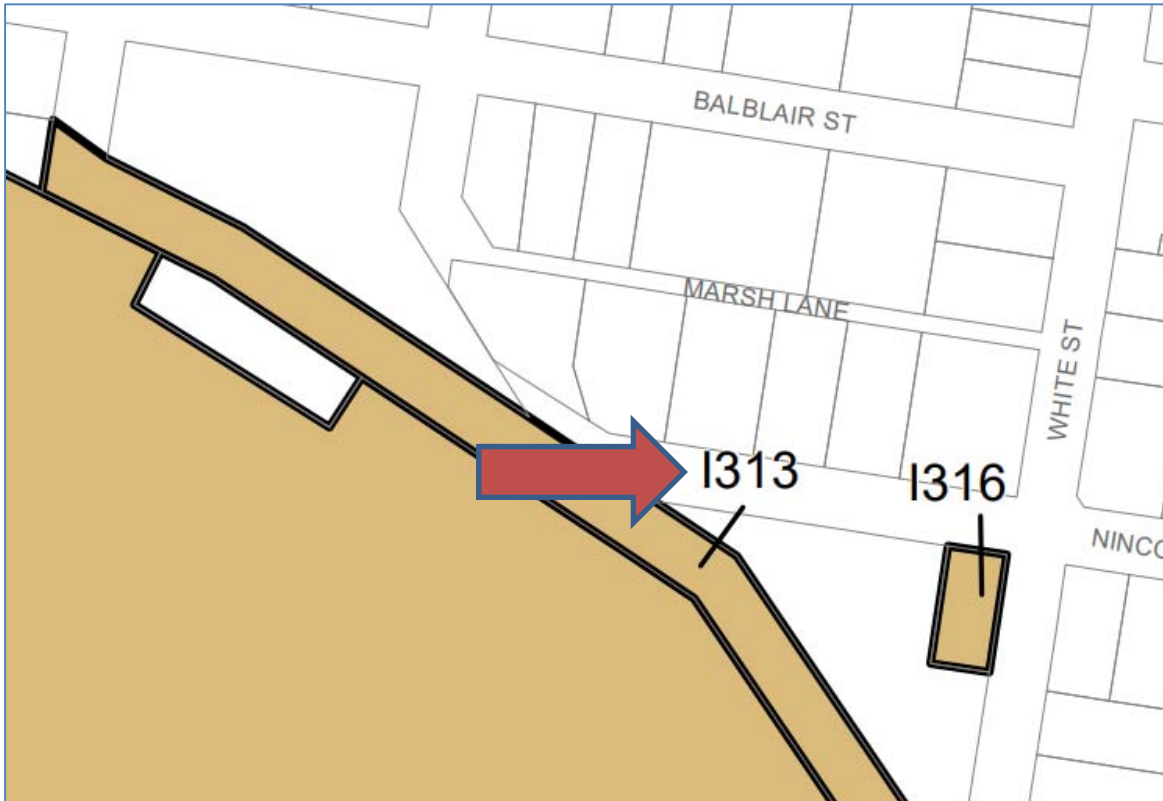 BALBLAIR ST
MARSH LANE
WHITE ST
I313
I316
NINCO